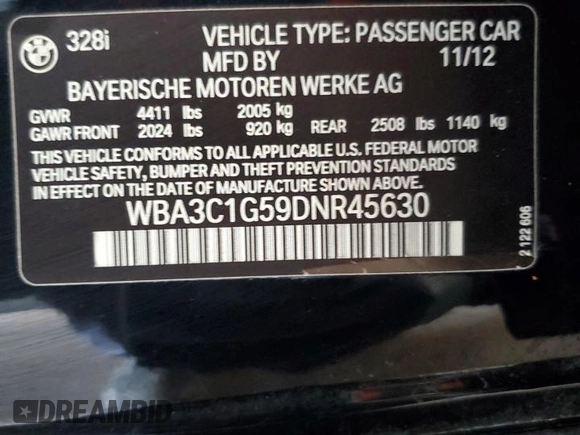 328i VEHICLE TYPE: PASSENGER CAR
MFD BY 11/12
BAYERISCHE MOTOREN WERKE AG
GVWR 4411 lbs 2005 kg
GAWR FRONT 2024 lbs 920 kg REAR 2508 lbs 1140 kg
THIS VEHICLE CONFORMS TO ALL APPLICABLE U.S. FEDERAL MOTOR
VEHICLE SAFETY, BUMPER AND THEFT PREVENTION STANDARDS
IN EFFECT ON THE DATE OF MANUFACTURE SHOWN ABOVE.
WBA3C1G59DNR45630
2 122 606
DREAMBID